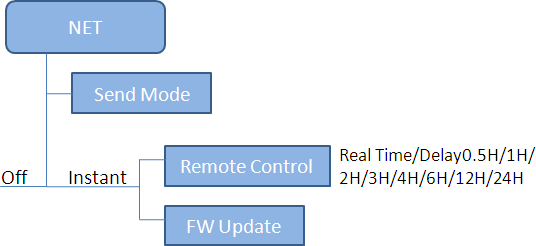 NET
Send Mode
Off
Instant
Remote Control
Real Time/Delay0.5H/1H/
2H/3H/4H/6H/12H/24H
FW Update